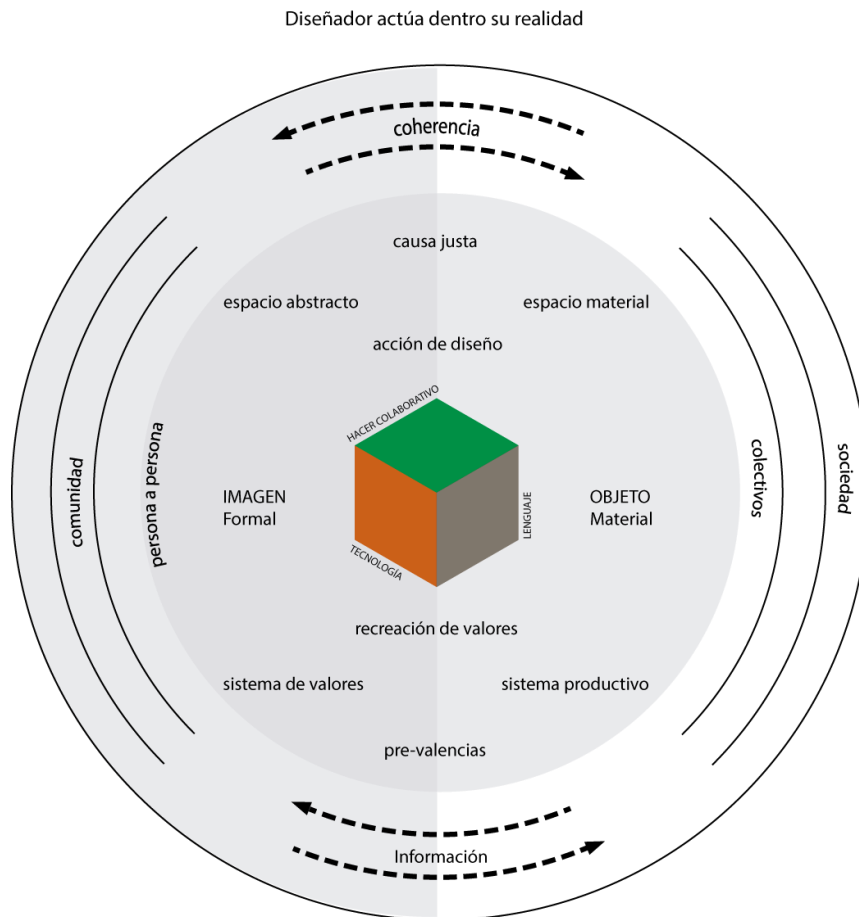 Diseñador actúa dentro su realidad
coherencia
causa justa
espacio abstracto
espacio material
acción de diseño
HACER COLABORATIVO
comunidad
persona a persona
IMAGEN
Formal
TECNOLOGÍA
LENGUAJE
OBJETO
Material
colectivos
sociedad
recreación de valores
sistema de valores
sistema productivo
pre-valencias
Información